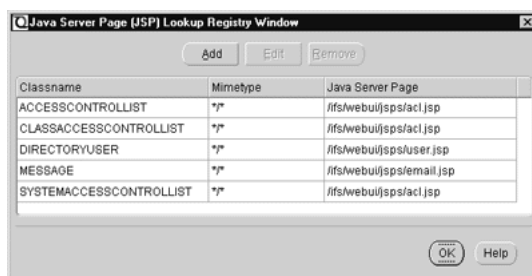 Java Server Page (JSP) Lookup Registry Window
Add Edit Remove
Classname Mimetype Java Server Page
ACCESSCONTROLLIST */* /ifs/webui/jsps/acl.jsp
CLASSACCESSCONTROLLIST */* /ifs/webui/jsps/acl.jsp
DIRECTORYUSER */* /ifs/webui/jsps/user.jsp
MESSAGE */* /ifs/webui/jsps/email.jsp
SYSTEMACCESSCONTROLLIST */* /ifs/webui/jsps/acl.jsp
OK Help